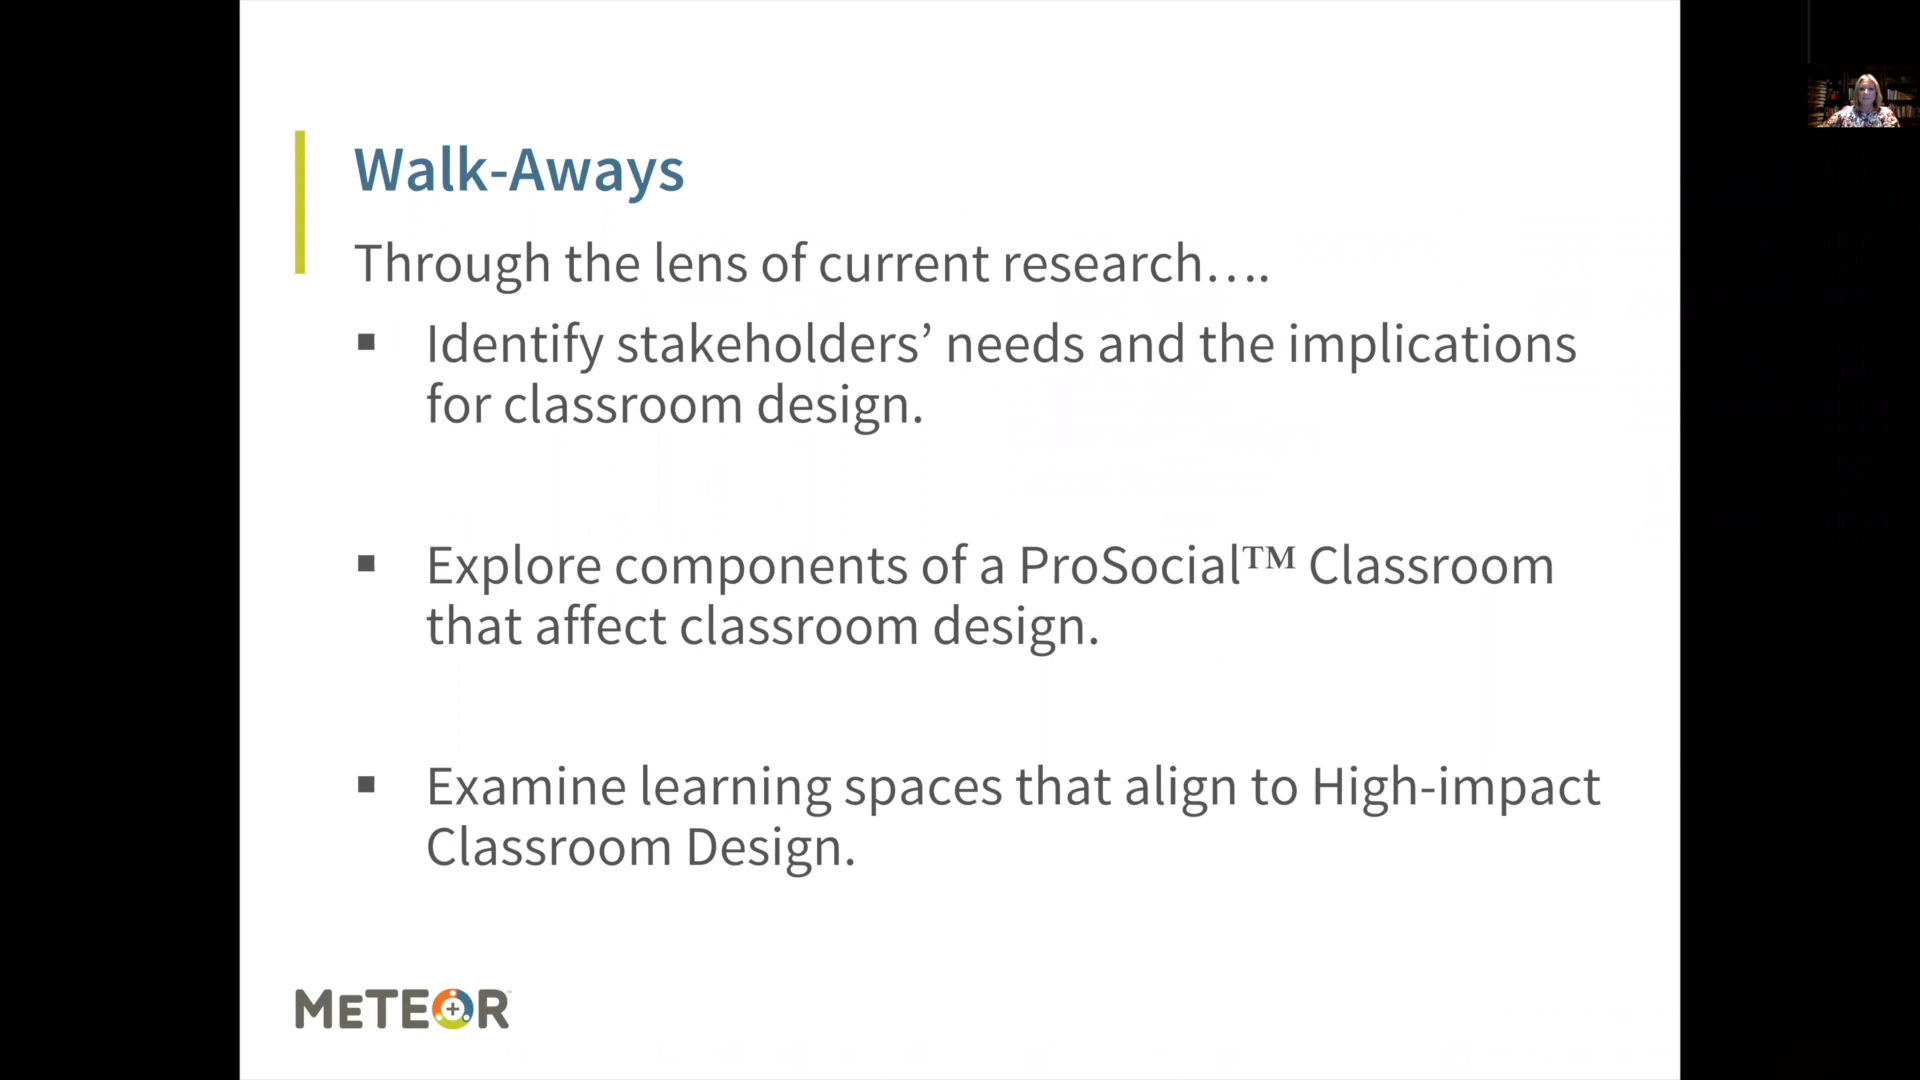 Walk-Aways
Through the lens of current research….
▪ Identify stakeholders’ needs and the implications
for classroom design.
▪ Explore components of a ProSocial™ Classroom
that affect classroom design.
▪ Examine learning spaces that align to High-impact
Classroom Design.
METEOR